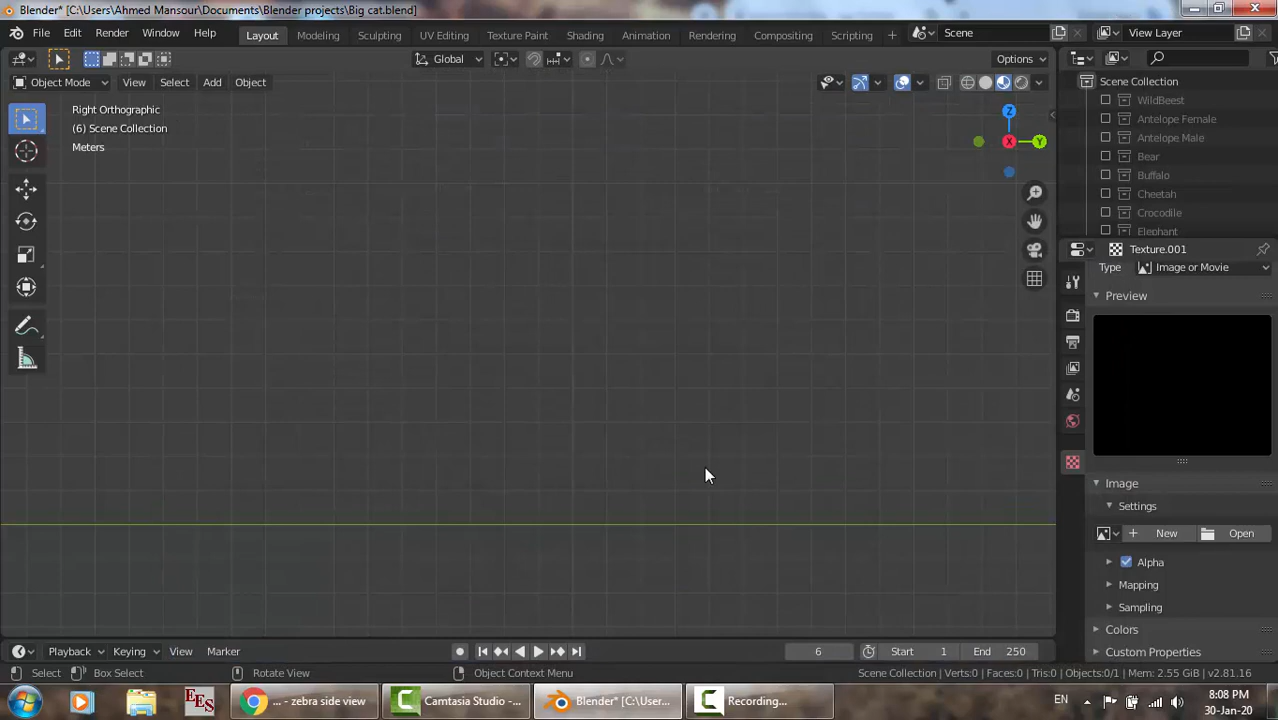 Blender* [C:\Users\Ahmed Mansour\Documents\Blender projects\Big cat.blend]
File Edit Render Window Help Layout Modeling Sculpting UV Editing Texture Paint Shading Animation Rendering Compositing Scripting + Scene View Layer
Global Options
Object Mode View Select Add Object
Right Orthographic
(6) Scene Collection
Meters
Z
X
Y
Scene Collection
WildBeest
Antelope Female
Antelope Male
Bear
Buffalo
Cheetah
Crocodile
Elephant
Texture.001
Type Image or Movie
Preview
Image
Settings
+ New Open
Alpha
Mapping
Sampling
Colors
Custom Properties
Playback Keying View Marker 6 Start 1 End 250
Select Box Select Rotate View Object Context Menu Scene Collection | Verts:0 | Faces:0 | Tris:0 | Objects:0/1 | Mem: 2.55 GiB | v2.81.16
EES ... - zebra side view Camtasia Studio -... Blender* [C:\User... Recording... EN 8:08 PM
30-Jan-20